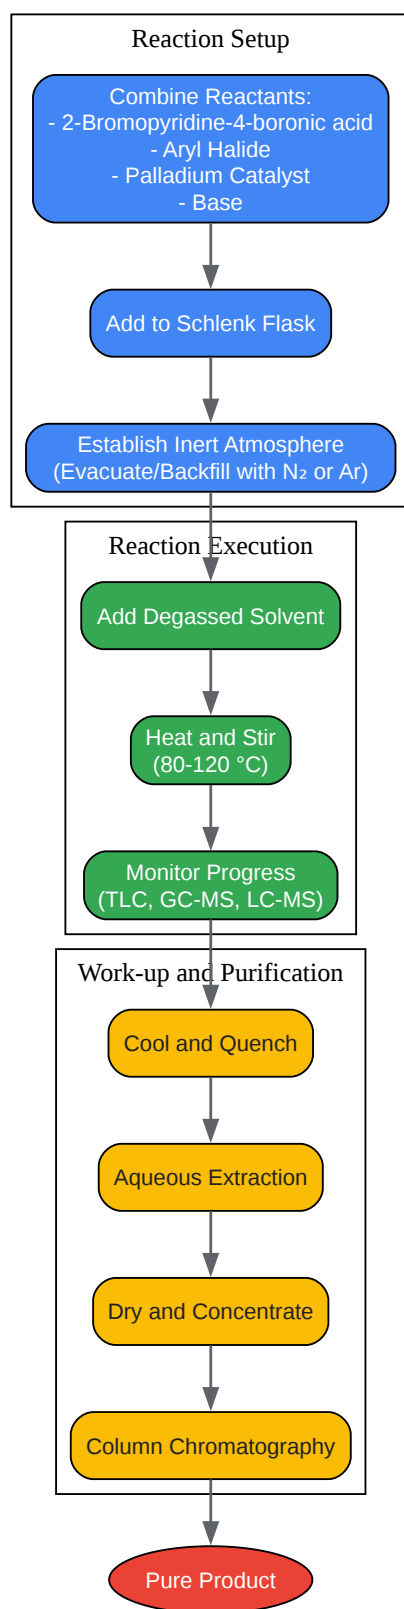 Reaction Setup
Combine Reactants:
- 2-Bromopyridine-4-boronic acid
- Aryl Halide
- Palladium Catalyst
- Base
Add to Schlenk Flask
Establish Inert Atmosphere
(Evacuate/Backfill with N₂ or Ar)
Reaction Execution
Add Degassed Solvent
Heat and Stir
(80-120 °C)
Monitor Progress
(TLC, GC-MS, LC-MS)
Work-up and Purification
Cool and Quench
Aqueous Extraction
Dry and Concentrate
Column Chromatography
Pure Product